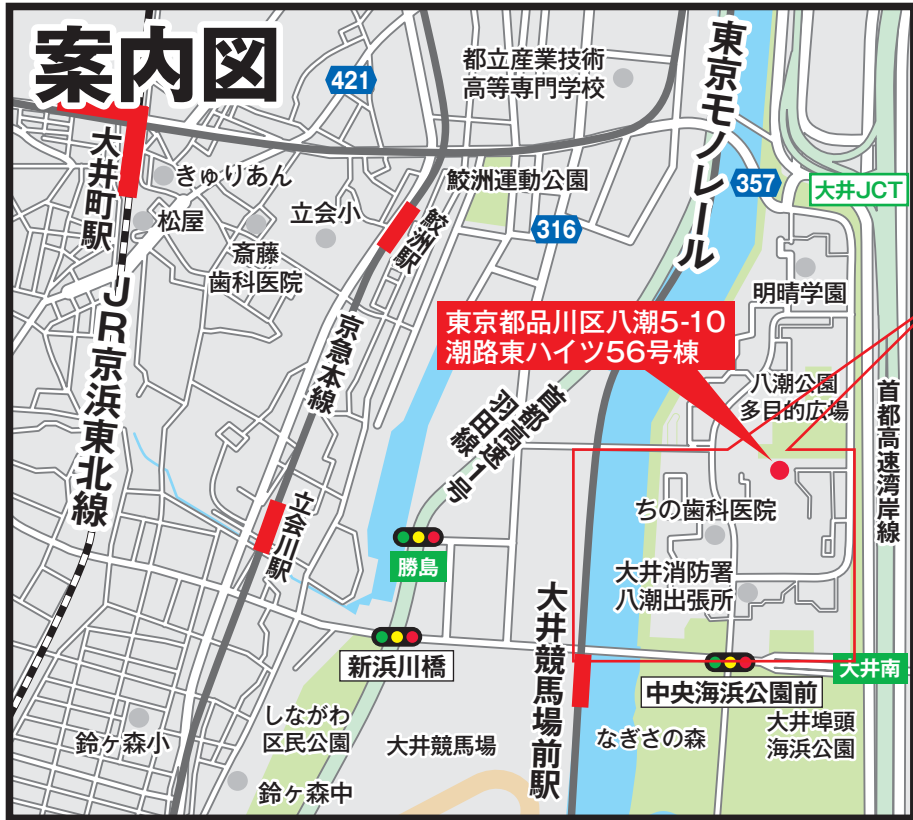 案内図
421
都立産業技術
高等専門学校
東京モノレール
大井町駅
きゅりあん
鮫洲運動公園
357
大井JCT
松屋
立会小
鮫洲駅
316
斎藤
歯科医院
明晴学園
JR京浜東北線
京急本線
東京都品川区八潮5-10
潮路東ハイツ56号棟
八潮公園
多目的広場
首都高速
羽田線1号
首都高速湾岸線
立会川駅
ちの歯科医院
勝島
大井消防署
八潮出張所
大井競馬場前駅
新浜川橋
中央海浜公園前
大井南
しながわ
区民公園
大井競馬場
なぎさの森
大井埠頭
海浜公園
鈴ヶ森小
鈴ヶ森中